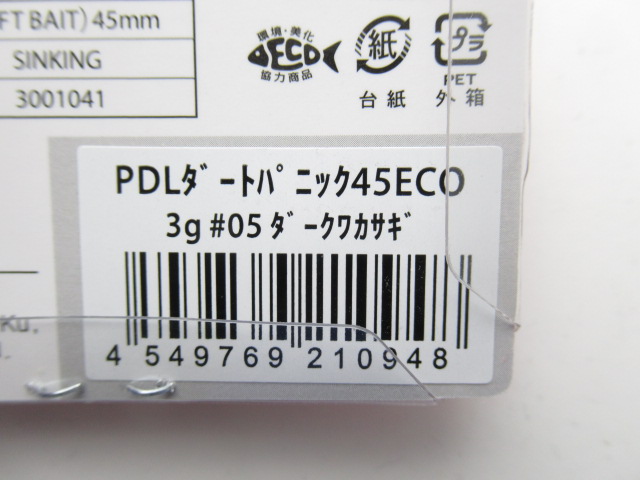 FT BAIT) 45mm
SINKING
3001041
環境・美化
ECO
協力商品
紙
台紙
プラ
PET
外箱
PDLﾀﾞｰﾄﾊﾟﾆｯｸ45ECO
3g #05 ﾀﾞｰｸﾜｶｻｷﾞ
4 549769 210948